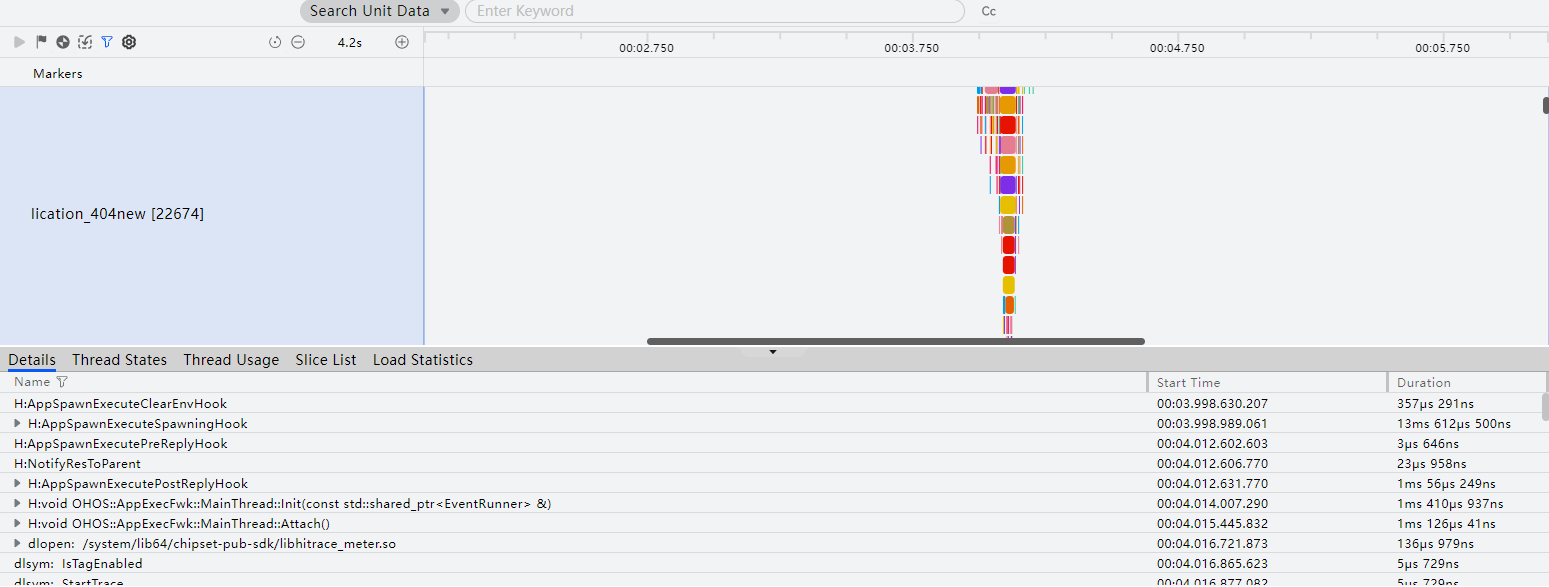 Search Unit Data Enter Keyword Cc
4.2s 00:02.750 00:03.750 00:04.750 00:05.750
Markers
lication_404new [22674]
Details Thread States Thread Usage Slice List Load Statistics
Name Start Time Duration
H:AppSpawnExecuteClearEnvHook 00:03.998.630.207 357μs 291ns
H:AppSpawnExecuteSpawningHook 00:03.998.989.061 13ms 612μs 500ns
H:AppSpawnExecutePreReplyHook 00:04.012.602.603 3μs 646ns
H:NotifyResToParent 00:04.012.606.770 23μs 958ns
H:AppSpawnExecutePostReplyHook 00:04.012.631.770 1ms 56μs 249ns
H:void OHOS::AppExecFwk::MainThread::Init(const std::shared_ptr<EventRunner> &) 00:04.014.007.290 1ms 410μs 937ns
H:void OHOS::AppExecFwk::MainThread::Attach() 00:04.015.445.832 1ms 126μs 41ns
dlopen: /system/lib64/chipset-pub-sdk/libhitrace_meter.so 00:04.016.721.873 136μs 979ns
dlsym: IsTagEnabled 00:04.016.865.623 5μs 729ns
dlsym: StartTrace 00:04.016.877.082 5μs 729ns